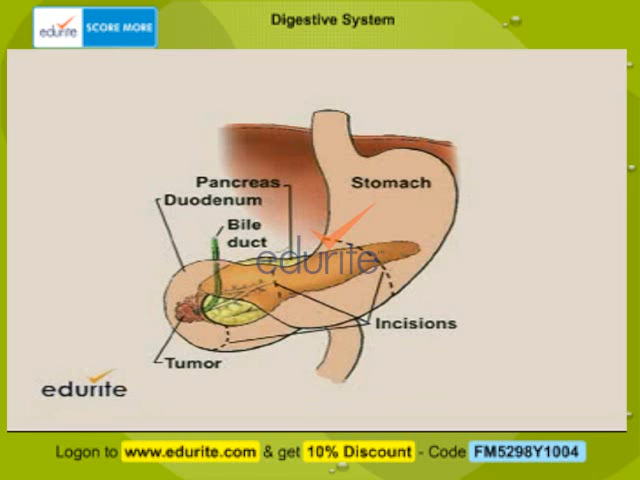 Digestive System
edurite SCORE MORE
Pancreas
Stomach
Duodenum
Bile
duct
edurite
Incisions
Tumor
edurite
Logon to www.edurite.com & get 10% Discount - Code FM5298Y1004